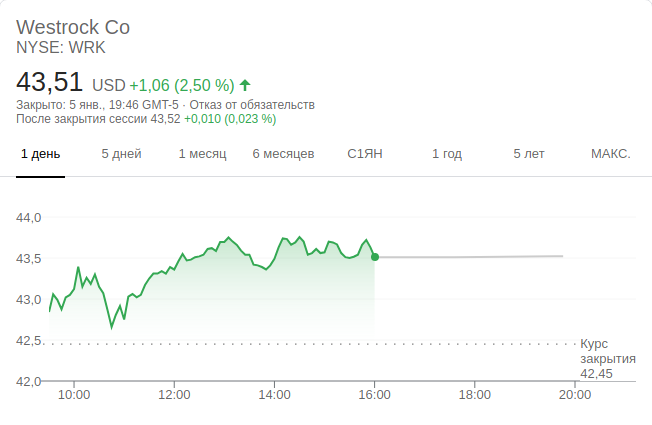 Westrock Co
NYSE: WRK
43,51 USD +1,06 (2,50 %)
Закрыто: 5 янв., 19:46 GMT-5 · Отказ от обязательств
После закрытия сессии 43,52 +0,010 (0,023 %)
1 день 5 дней 1 месяц 6 месяцев С1ЯН 1 год 5 лет МАКС.
44,0
43,5
43,0
42,5
Курс
закрытия
42,45
42,0
10:00 12:00 14:00 16:00 18:00 20:00